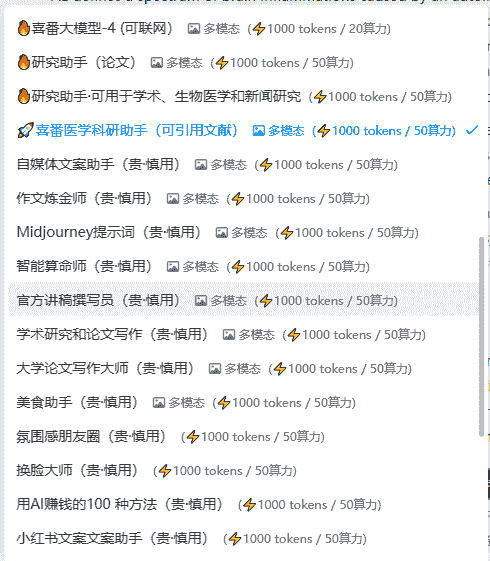 喜番大模型-4 (可联网) 多模态 (1000 tokens / 20算力)
研究助手（论文） 多模态 (1000 tokens / 50算力)
研究助手·可用于学术、生物医学和新闻研究 (1000 tokens / 50算力)
喜番医学科研助手（可引用文献） 多模态 (1000 tokens / 50算力)
自媒体文案助手（贵·慎用） 多模态 (1000 tokens / 50算力)
作文炼金师（贵·慎用） 多模态 (1000 tokens / 50算力)
Midjourney提示词（贵·慎用） 多模态 (1000 tokens / 50算力)
智能算命师（贵·慎用） 多模态 (1000 tokens / 50算力)
官方讲稿撰写员（贵·慎用） 多模态 (1000 tokens / 50算力)
学术研究和论文写作（贵·慎用） 多模态 (1000 tokens / 50算力)
大学论文写作大师（贵·慎用） 多模态 (1000 tokens / 50算力)
美食助手（贵·慎用） 多模态 (1000 tokens / 50算力)
氛围感朋友圈（贵·慎用） (1000 tokens / 50算力)
换脸大师（贵·慎用） (1000 tokens / 50算力)
用AI赚钱的100 种方法（贵·慎用） (1000 tokens / 50算力)
小红书文案文案助手（贵·慎用） (1000 tokens / 50算力)